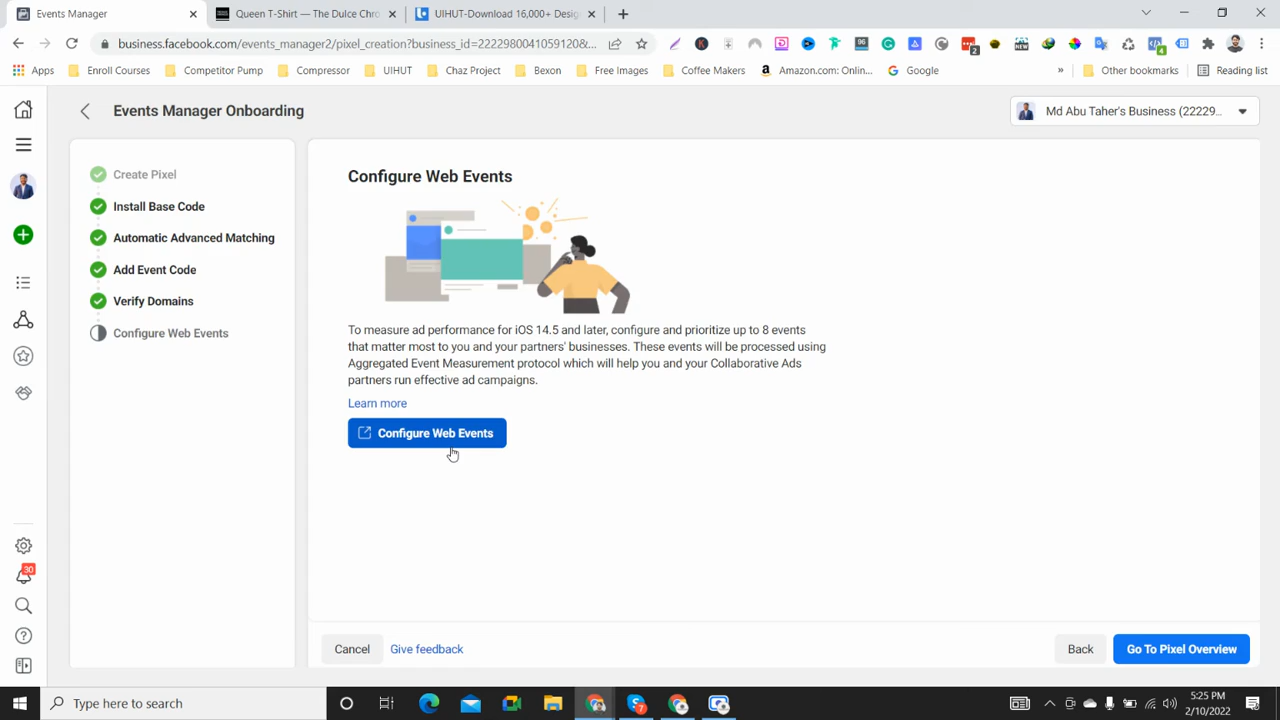 Events Manager
Queen T-Shirt — The Dulce Chro
UIHUT-Download 16,000+ Desig
business.facebook.com/events_manager2/pixel_creation?business_id=2222980041059120&...
Apps
Enroll Courses
Competitor Pump
Compressor
UIHUT
Chaz Project
Bexon
Free Images
Coffee Makers
Amazon.com: Onlin...
Google
»
Other bookmarks
Reading list
Events Manager Onboarding
Md Abu Taher's Business (22229...
Create Pixel
Install Base Code
Automatic Advanced Matching
Add Event Code
Verify Domains
Configure Web Events
Configure Web Events
To measure ad performance for iOS 14.5 and later, configure and prioritize up to 8 events
that matter most to you and your partners' businesses. These events will be processed using
Aggregated Event Measurement protocol which will help you and your Collaborative Ads
partners run effective ad campaigns.
Learn more
Configure Web Events
30
Cancel
Give feedback
Back
Go To Pixel Overview
Type here to search
7
5:25 PM
2/10/2022